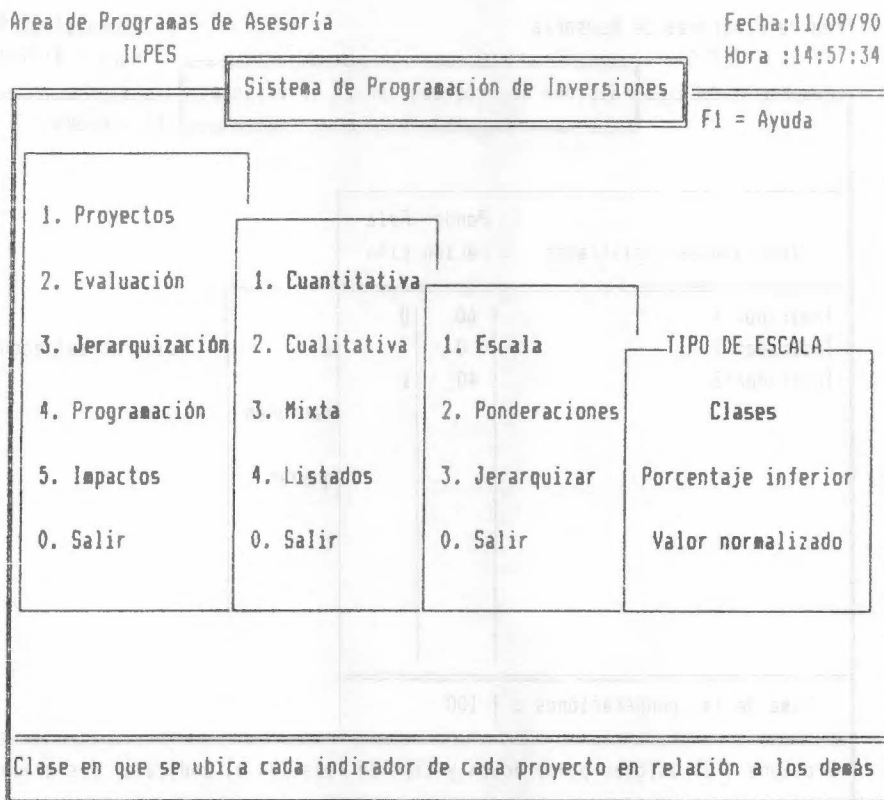 Area de Programas de Asesoría
Fecha:11/09/90
ILPES
Hora :14:57:34
Sistema de Programación de Inversiones
F1 = Ayuda
1. Proyectos
2. Evaluación
3. Jerarquización
4. Programación
5. Impactos
0. Salir
1. Cuantitativa
2. Cualitativa
3. Mixta
4. Listados
0. Salir
1. Escala
2. Ponderaciones
3. Jerarquizar
0. Salir
TIPO DE ESCALA
Clases
Porcentaje inferior
Valor normalizado
Clase en que se ubica cada indicador de cada proyecto en relación a los demás